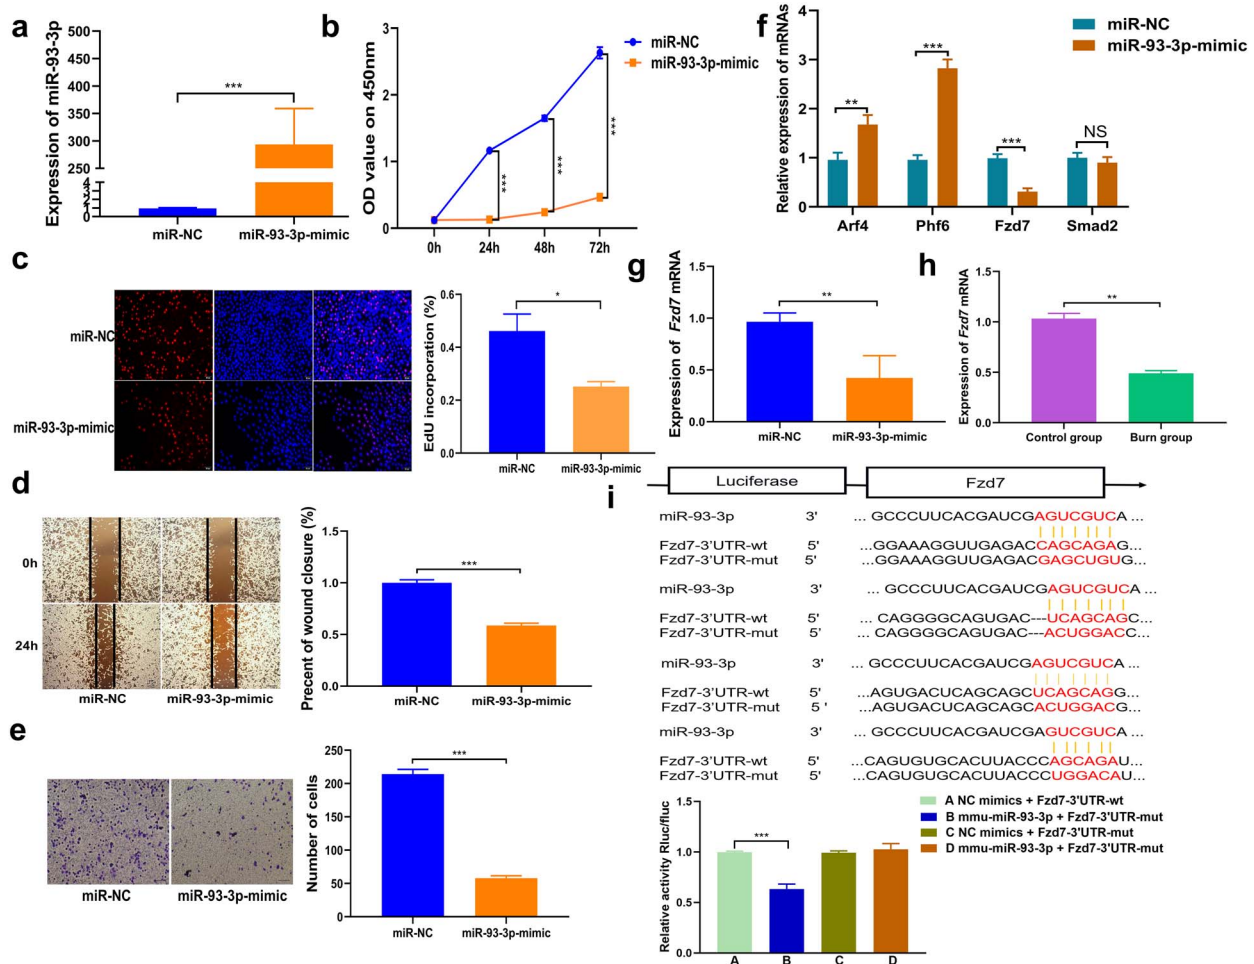 a
Expression of miR-93-3p
500
450
400
350
300
250
4
3
2
1
0
***
miR-NC
miR-93-3p-mimic
b
OD value on 450nm
3
2
1
0
0h
24h
48h
72h
***
***
***
miR-NC
miR-93-3p-mimic
f
Relative expression of mRNAs
4
3
2
1
0
**
***
***
NS
Arf4
Phf6
Fzd7
Smad2
miR-NC
miR-93-3p-mimic
c
miR-NC
miR-93-3p-mimic
EdU incorporation (%)
0.6
0.4
0.2
0.0
*
miR-NC
miR-93-3p-mimic
g
Expression of Fzd7 mRNA
1.5
1.0
0.5
0.0
**
miR-NC
miR-93-3p-mimic
h
Expression of Fzd7 mRNA
1.5
1.0
0.5
0.0
**
Control group
Burn group
d
0h
24h
miR-NC
miR-93-3p-mimic
Precent of wound closure (%)
1.5
1.0
0.5
0.0
***
miR-NC
miR-93-3p-mimic
e
miR-NC
miR-93-3p-mimic
Number of cells
250
200
150
100
50
0
***
miR-NC
miR-93-3p-mimic
i
Luciferase
Fzd7
miR-93-3p 3' ... GCCCUUCACGAUCGAGUCGUCA ...
Fzd7-3'UTR-wt 5' ...GGAAAGGUUGAGACCAGCAGAG...
Fzd7-3'UTR-mut 5' ...GGAAAGGUUGAGACGAGCUGUG...
miR-93-3p 3' ... GCCCUUCACGAUCGAGUCGUCA ...
Fzd7-3'UTR-wt 5' ... CAGGGGCAGUGAC---UCAGCAGC...
Fzd7-3'UTR-mut 5' ... CAGGGGCAGUGAC---ACUGGACC...
miR-93-3p 3' ... GCCCUUCACGAUCGAGUCGUCA ...
Fzd7-3'UTR-wt 5' ...AGUGACUCAGCAGCUCAGCAGG...
Fzd7-3'UTR-mut 5 ' ...AGUGACUCAGCAGCACUGGACG...
miR-93-3p 3' ... GCCCUUCACGAUCGAGUCGUCA ...
Fzd7-3'UTR-wt 5' ...CAGUGUGCACUUACCCAGCAGAU...
Fzd7-3'UTR-mut 5' ...CAGUGUGCACUUACCCUGGACAU...
Relative activity Rluc/fluc
1.5
1.0
0.5
0.0
***
A
B
C
D
A NC mimics + Fzd7-3'UTR-wt
B mmu-miR-93-3p + Fzd7-3'UTR-mut
C NC mimics + Fzd7-3'UTR-mut
D mmu-miR-93-3p + Fzd7-3'UTR-mut